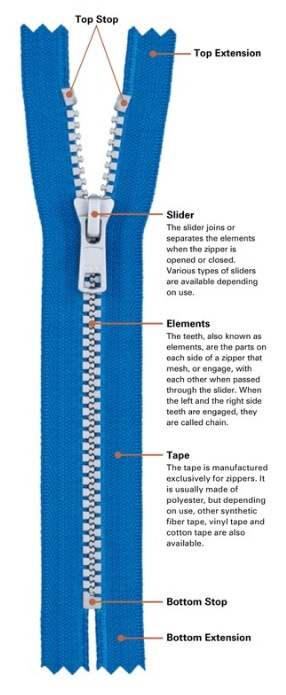 Top Stop
Top Extension
Slider
The slider joins or
separates the elements
when the zipper is
opened or closed.
Various types of sliders
are available depending
on use.
Elements
The teeth, also known as
elements, are the parts on
each side of a zipper that
mesh, or engage, with
each other when passed
through the slider. When
the left and the right side
teeth are engaged, they
are called chain.
Tape
The tape is manufactured
exclusively for zippers. It
is usually made of
polyester, but depending
on use, other synthetic
fiber tape, vinyl tape and
cotton tape are also
available.
Bottom Stop
Bottom Extension